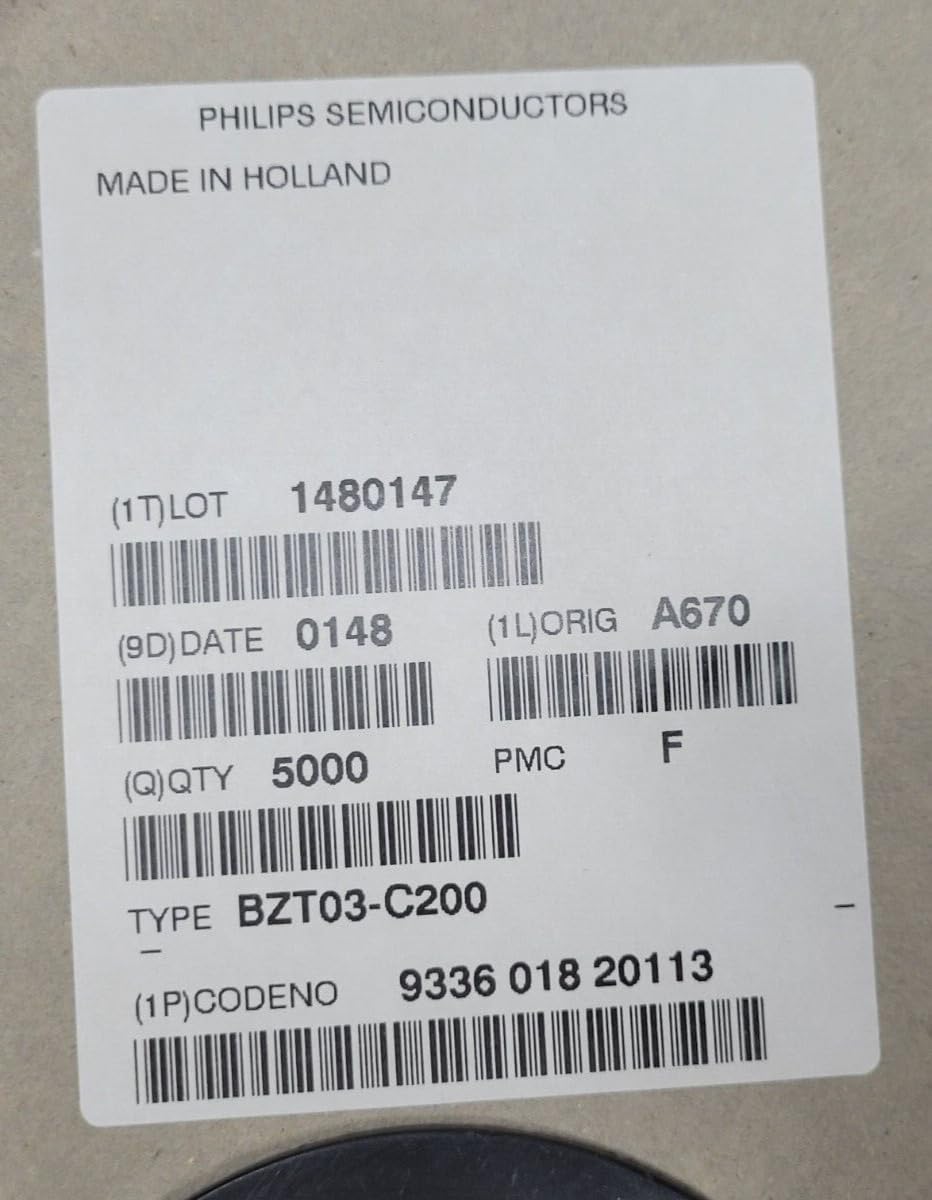 PHILIPS SEMICONDUCTORS
MADE IN HOLLAND
(1T)LOT 1480147
(9D)DATE 0148 (1L)ORIG A670
(Q)QTY 5000 PMC F
TYPE BZT03-C200
(1P)CODENO 9336 018 20113